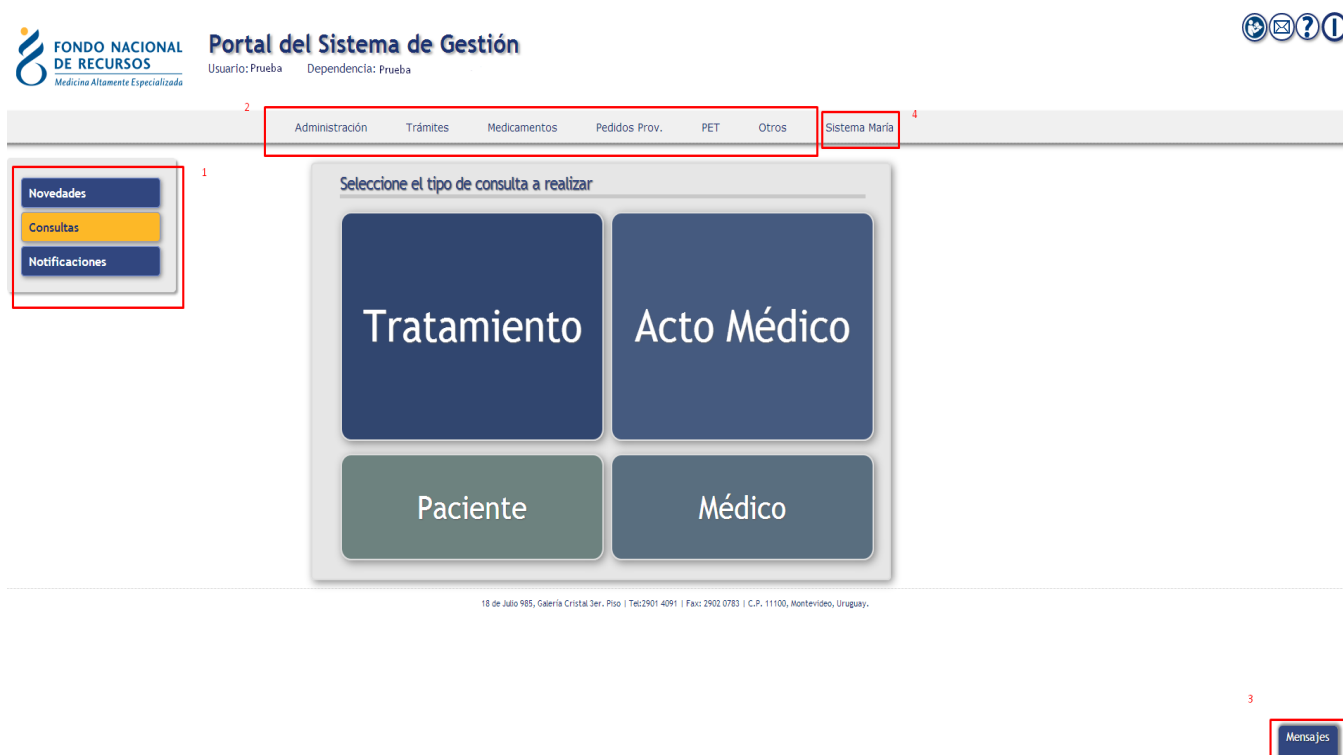 FONDO NACIONAL
DE RECURSOS
Medicina Altamente Especializada
Portal del Sistema de Gestión
Usuario: Prueba Dependencia: Prueba
2
Administración Trámites Medicamentos Pedidos Prov. PET Otros Sistema María
4
1
Novedades
Consultas
Notificaciones
Seleccione el tipo de consulta a realizar
Tratamiento Acto Médico
Paciente Médico
18 de Julio 985, Galería Cristal 3er. Piso | Tel:2901 4091 | Fax: 2902 0783 | C.P. 11100, Montevideo, Uruguay.
3
Mensajes